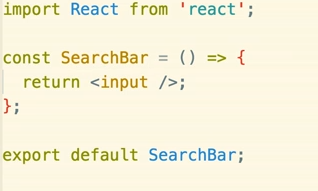 import React from 'react';
const SearchBar = () => {
  return <input />;
};
export default SearchBar;